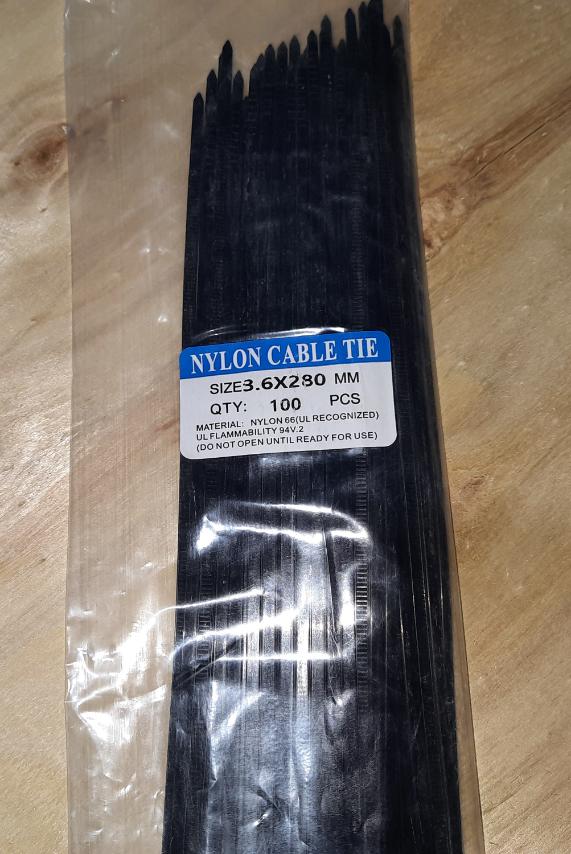 NYLON CABLE TIE
SIZE3.6X280 MM
QTY: 100 PCS
MATERIAL: NYLON 66(UL RECOGNIZED)
UL FLAMMABILITY 94V.2
(DO NOT OPEN UNTIL READY FOR USE)